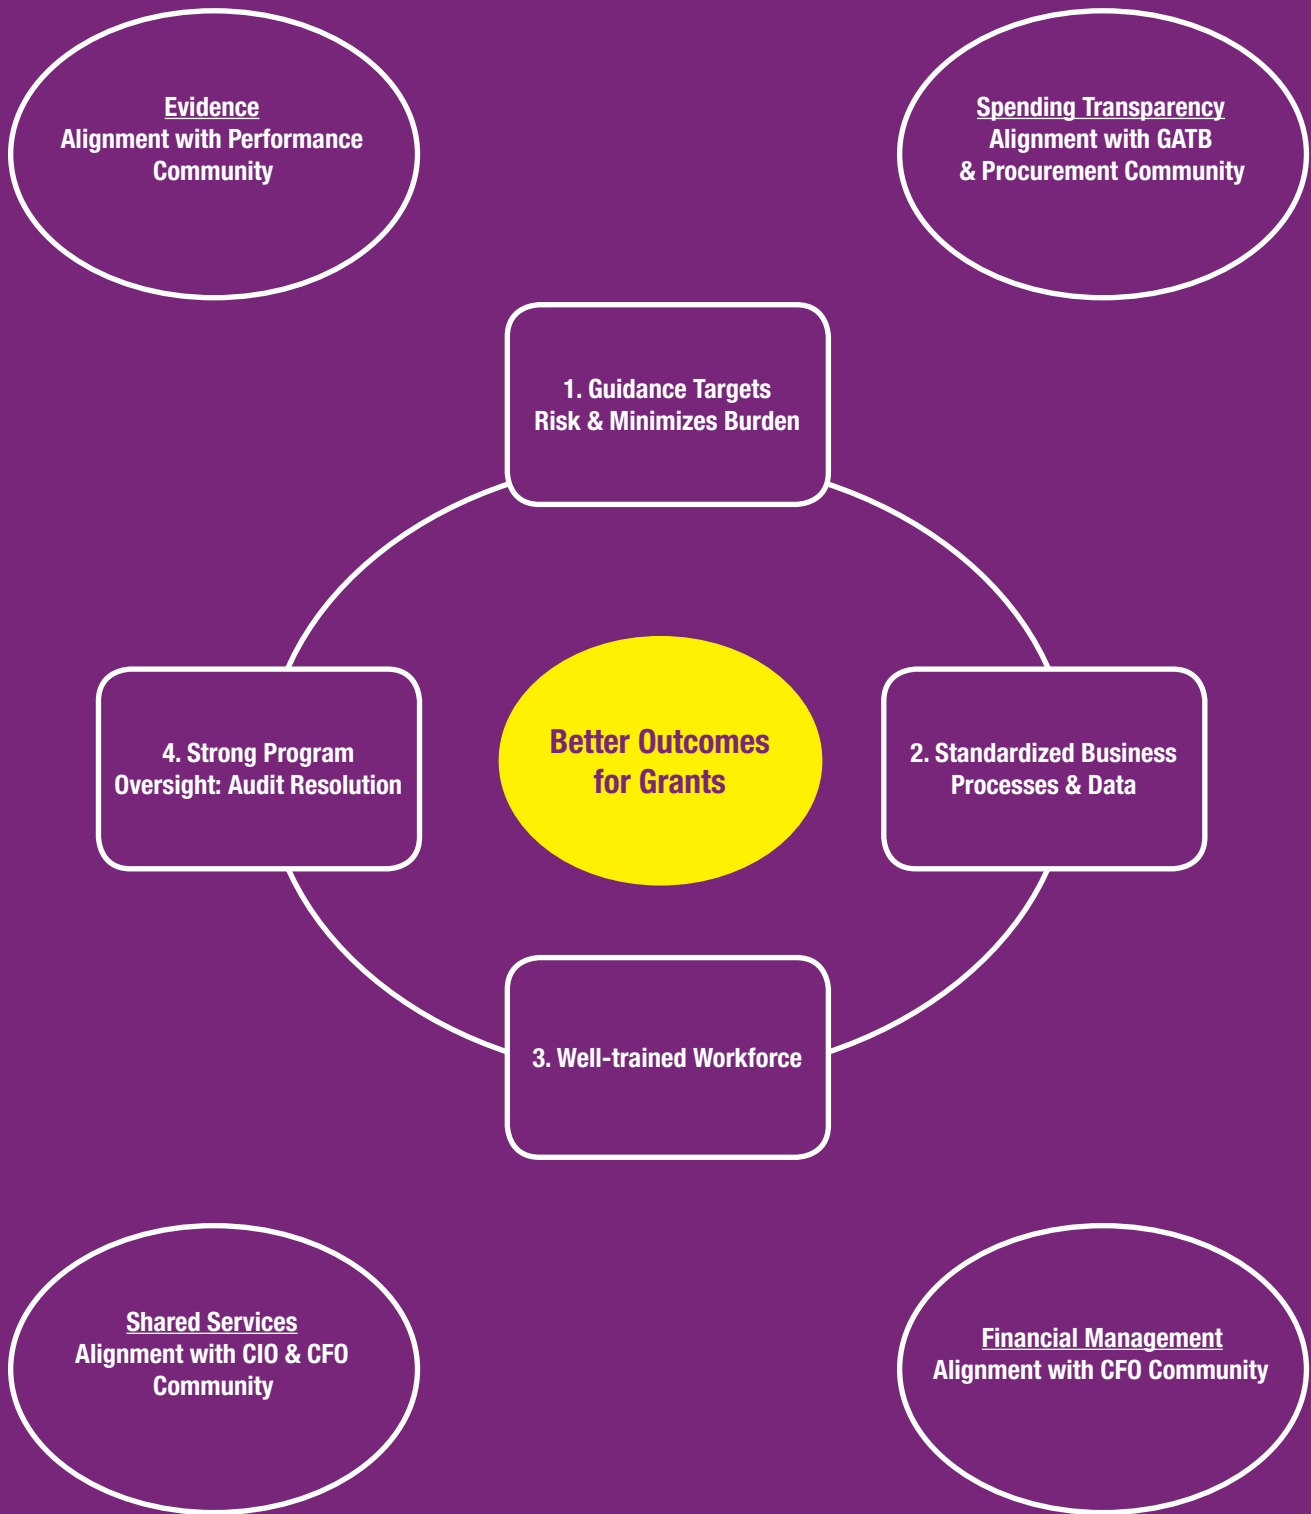 Evidence
Alignment with Performance
Community
Spending Transparency
Alignment with GATB
& Procurement Community
1. Guidance Targets
Risk & Minimizes Burden
4. Strong Program
Oversight: Audit Resolution
Better Outcomes
for Grants
2. Standardized Business
Processes & Data
3. Well-trained Workforce
Shared Services
Alignment with CIO & CFO
Community
Financial Management
Alignment with CFO Community